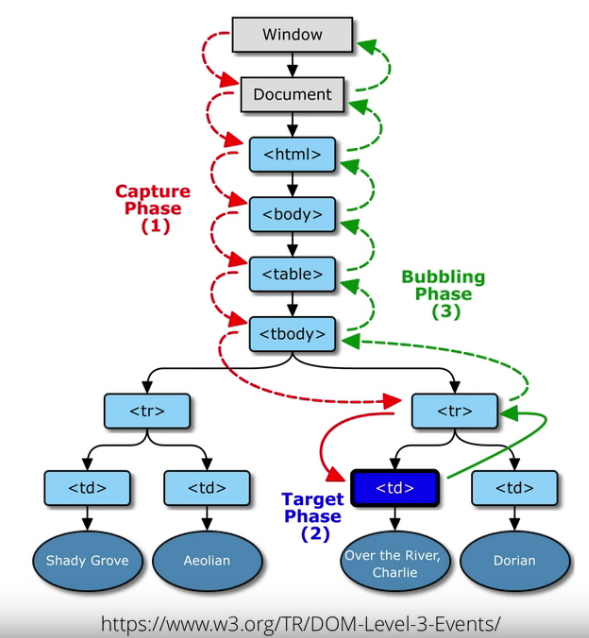 Window
Document
<html>
Capture
Phase
(1)
<body>
<table>
Bubbling
Phase
(3)
<tbody>
<tr>
<tr>
<td>
<td>
Target
Phase
(2)
<td>
<td>
Shady Grove
Aeolian
Over the River,
Charlie
Dorian
https://www.w3.org/TR/DOM-Level-3-Events/